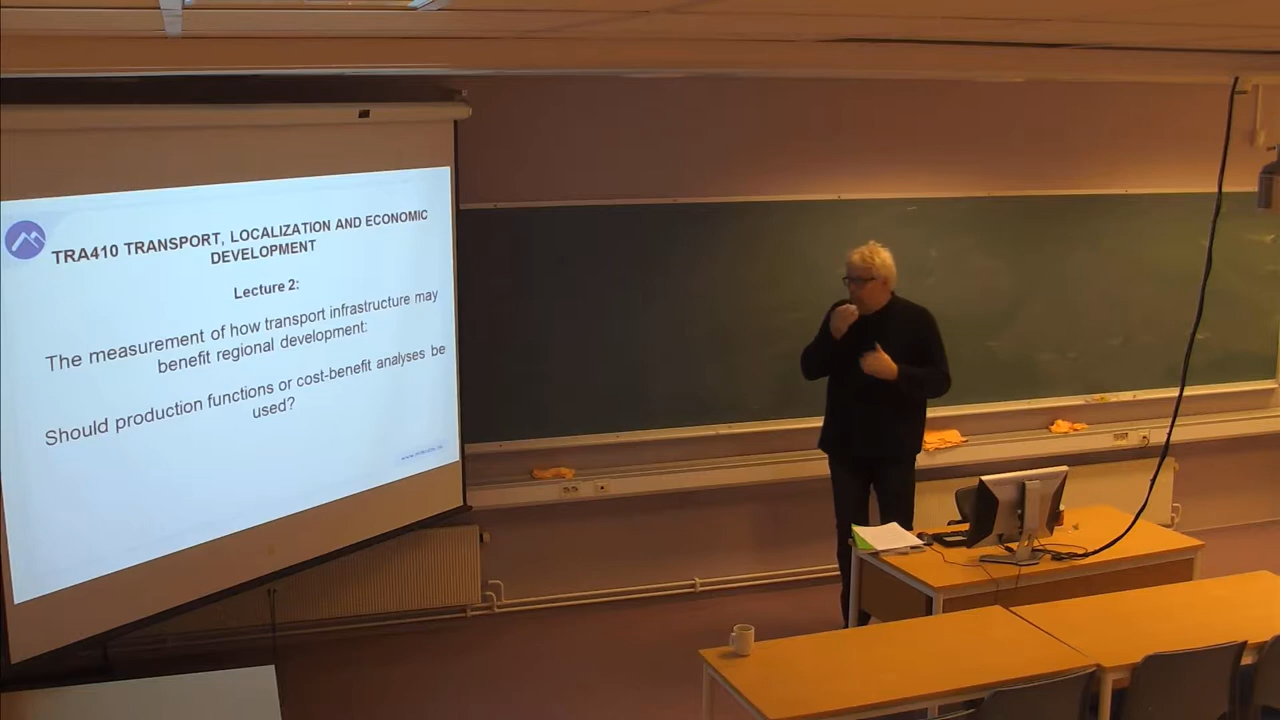 TRA410 TRANSPORT, LOCALIZATION AND ECONOMIC
DEVELOPMENT
Lecture 2:
The measurement of how transport infrastructure may
benefit regional development:
Should production functions or cost-benefit analyses be
used?